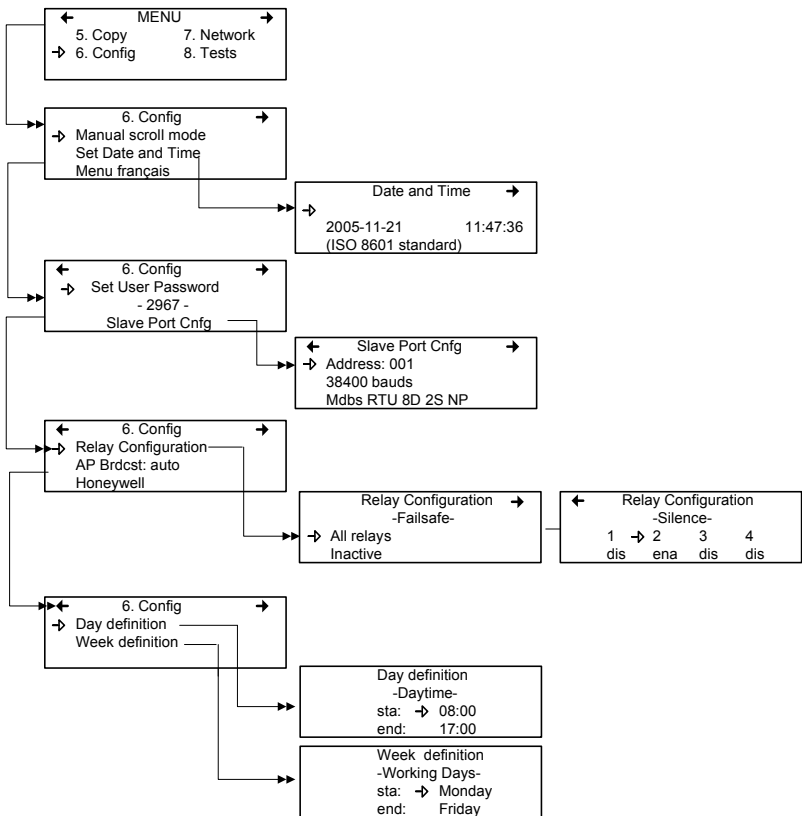 MENU
5. Copy 7. Network
6. Config 8. Tests
6. Config
Manual scroll mode
Set Date and Time
Menu français
Date and Time
2005-11-21 11:47:36
(ISO 8601 standard)
6. Config
Set User Password
- 2967 -
Slave Port Cnfg
Slave Port Cnfg
Address: 001
38400 bauds
Mdbs RTU 8D 2S NP
6. Config
Relay Configuration
AP Brdcst: auto
Honeywell
Relay Configuration
-Failsafe-
All relays
Inactive
Relay Configuration
-Silence-
1 2 3 4
dis ena dis dis
6. Config
Day definition
Week definition
Day definition
-Daytime-
sta: 08:00
end: 17:00
Week definition
-Working Days-
sta: Monday
end: Friday